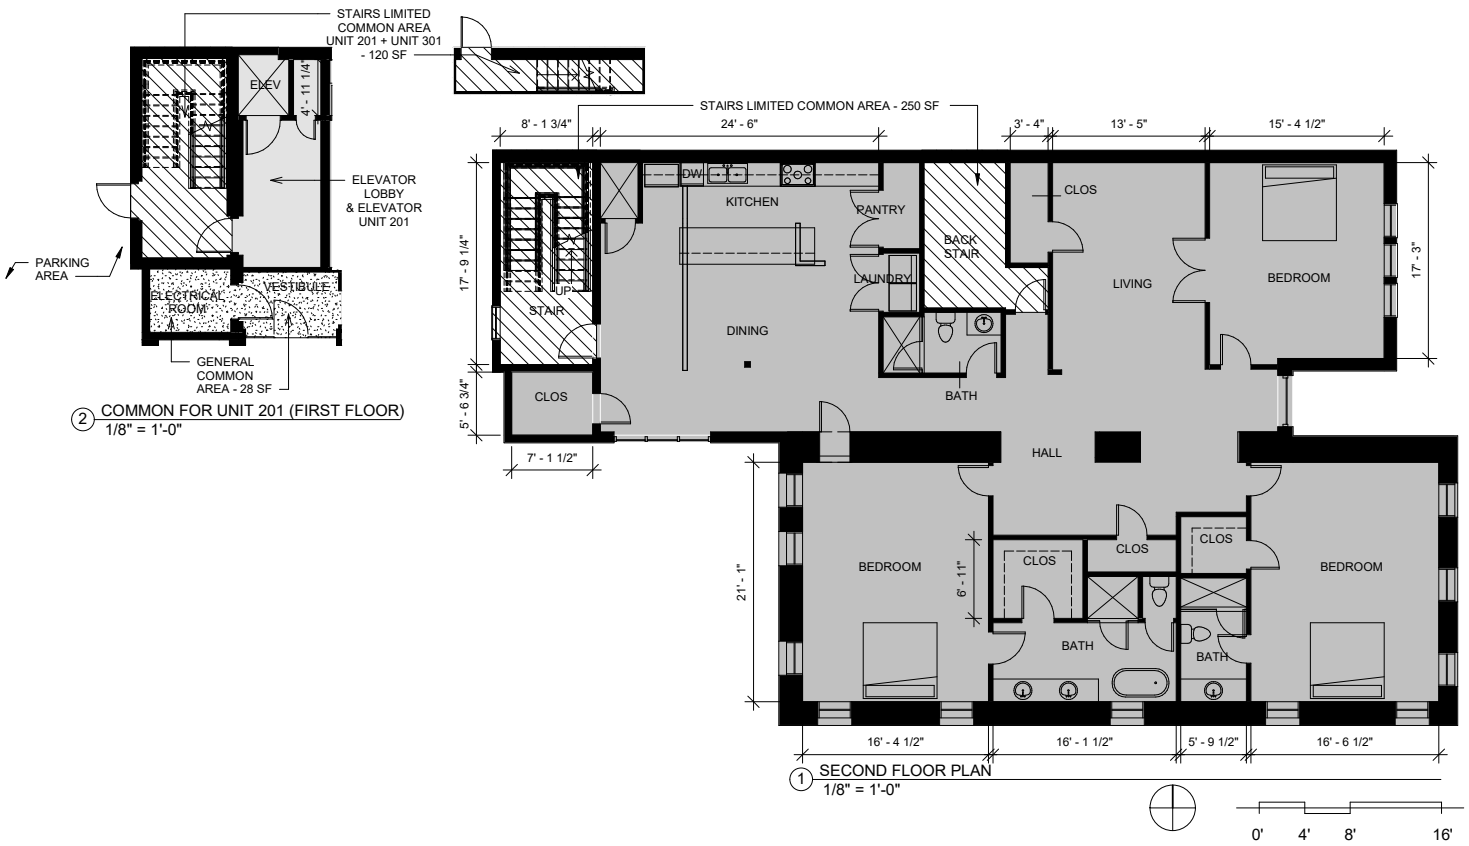 STAIRS LIMITED
COMMON AREA
UNIT 201 + UNIT 301
- 120 SF
ELEV
4' - 11 1/4"
ELEVATOR
LOBBY
& ELEVATOR
UNIT 201
PARKING
AREA
ELECTRICAL
ROOM
VESTIBULE
GENERAL
COMMON
AREA - 28 SF
2 COMMON FOR UNIT 201 (FIRST FLOOR)
1/8" = 1'-0"
STAIRS LIMITED COMMON AREA - 250 SF
8' - 1 3/4"
24' - 6"
3' - 4"
13' - 5"
15' - 4 1/2"
DW
KITCHEN
PANTRY
CLOS
BACK
STAIR
17' - 9 1/4"
17' - 3"
LAUNDRY
LIVING
BEDROOM
UP
STAIR
DINING
5' - 6 3/4"
CLOS
BATH
7' - 1 1/2"
HALL
21' - 1"
BEDROOM
CLOS
6' - 11"
CLOS
CLOS
BEDROOM
BATH
BATH
16' - 4 1/2"
16' - 1 1/2"
5' - 9 1/2"
16' - 6 1/2"
1 SECOND FLOOR PLAN
1/8" = 1'-0"
0' 4' 8' 16'